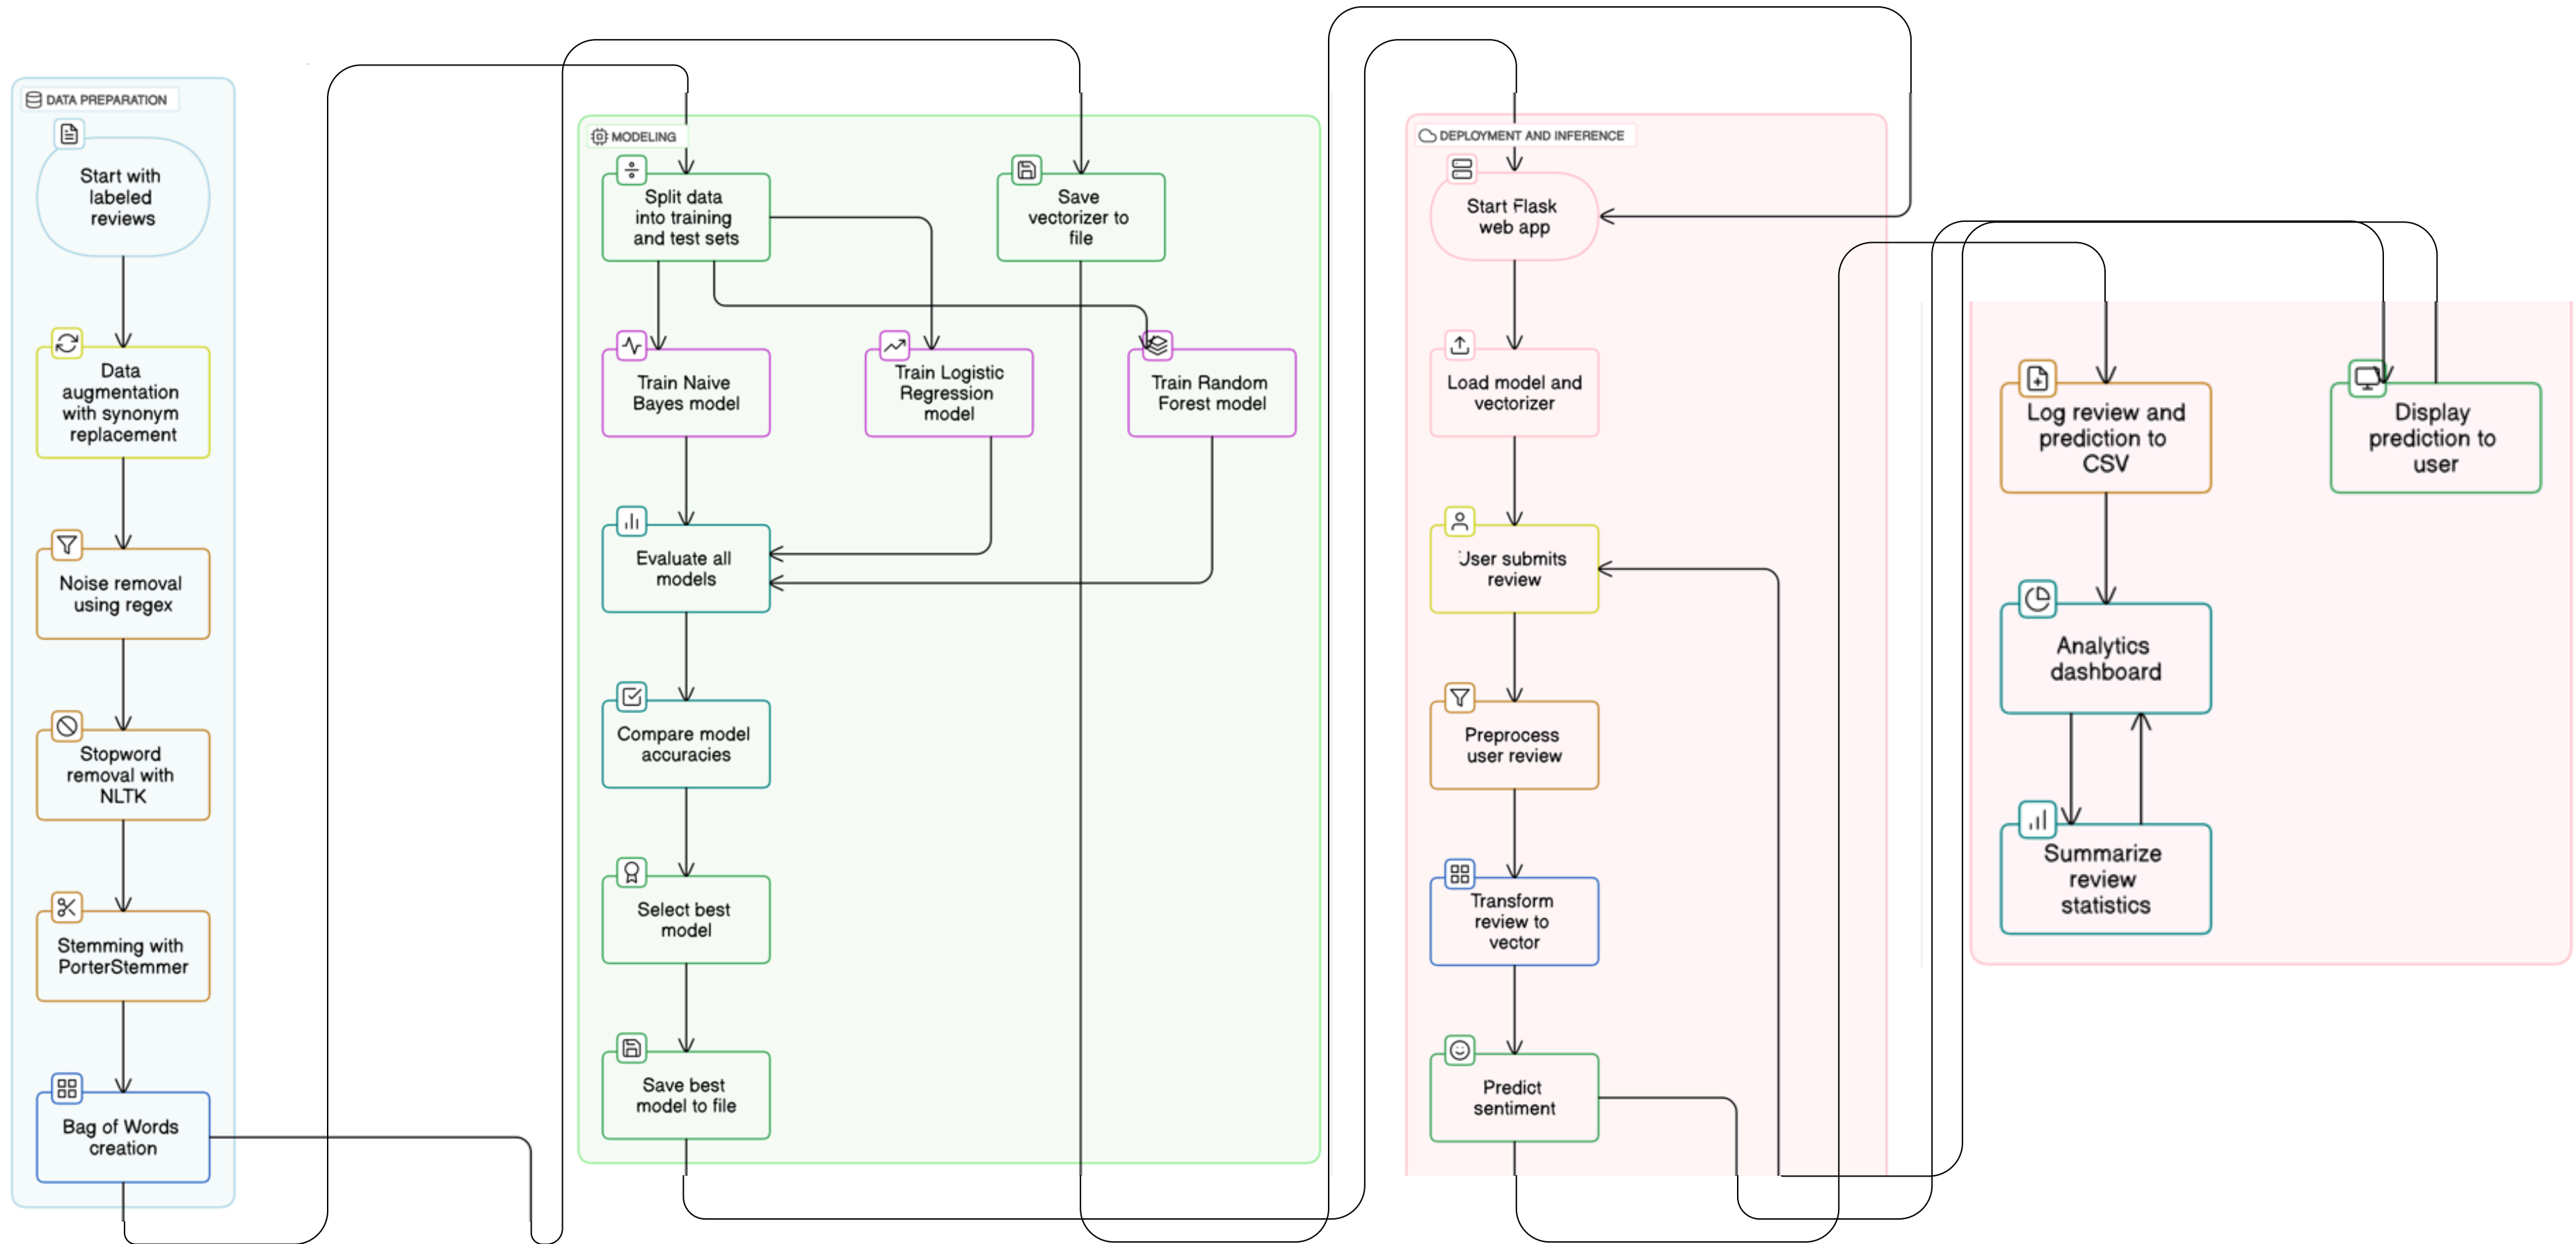 DATA PREPARATION
Start with
labeled
reviews
Data
augmentation
with synonym
replacement
Noise removal
using regex
Stopword
removal with
NLTK
Stemming with
PorterStemmer
Bag of Words
creation
MODELING
Split data
into training
and test sets
Save
vectorizer to
file
Train Naive
Bayes model
Train Logistic
Regression
model
Train Random
Forest model
Evaluate all
models
Compare model
accuracies
Select best
model
Save best
model to file
DEPLOYMENT AND INFERENCE
Start Flask
web app
Load model and
vectorizer
User submits
review
Preprocess
user review
Transform
review to
vector
Predict
sentiment
Log review and
prediction to
CSV
Display
prediction to
user
Analytics
dashboard
Summarize
review
statistics